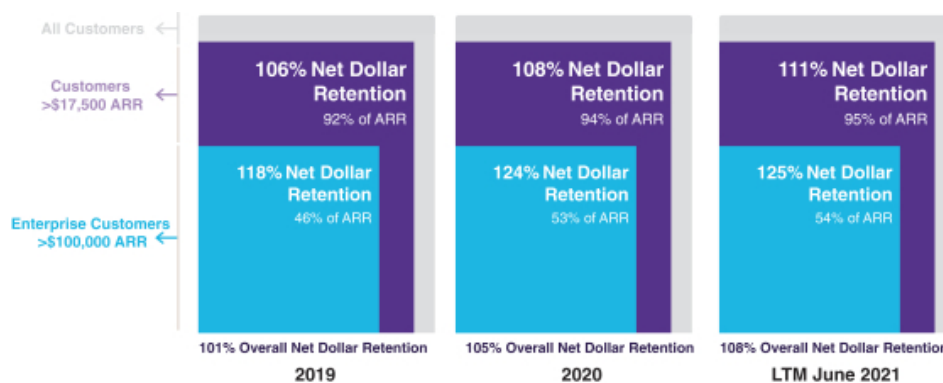 All Customers
Customers
>$17,500 ARR
Enterprise Customers
>$100,000 ARR
106% Net Dollar
Retention
92% of ARR
118% Net Dollar
Retention
46% of ARR
101% Overall Net Dollar Retention
2019
108% Net Dollar
Retention
94% of ARR
124% Net Dollar
Retention
53% of ARR
105% Overall Net Dollar Retention
2020
111% Net Dollar
Retention
95% of ARR
125% Net Dollar
Retention
54% of ARR
108% Overall Net Dollar Retention
LTM June 2021